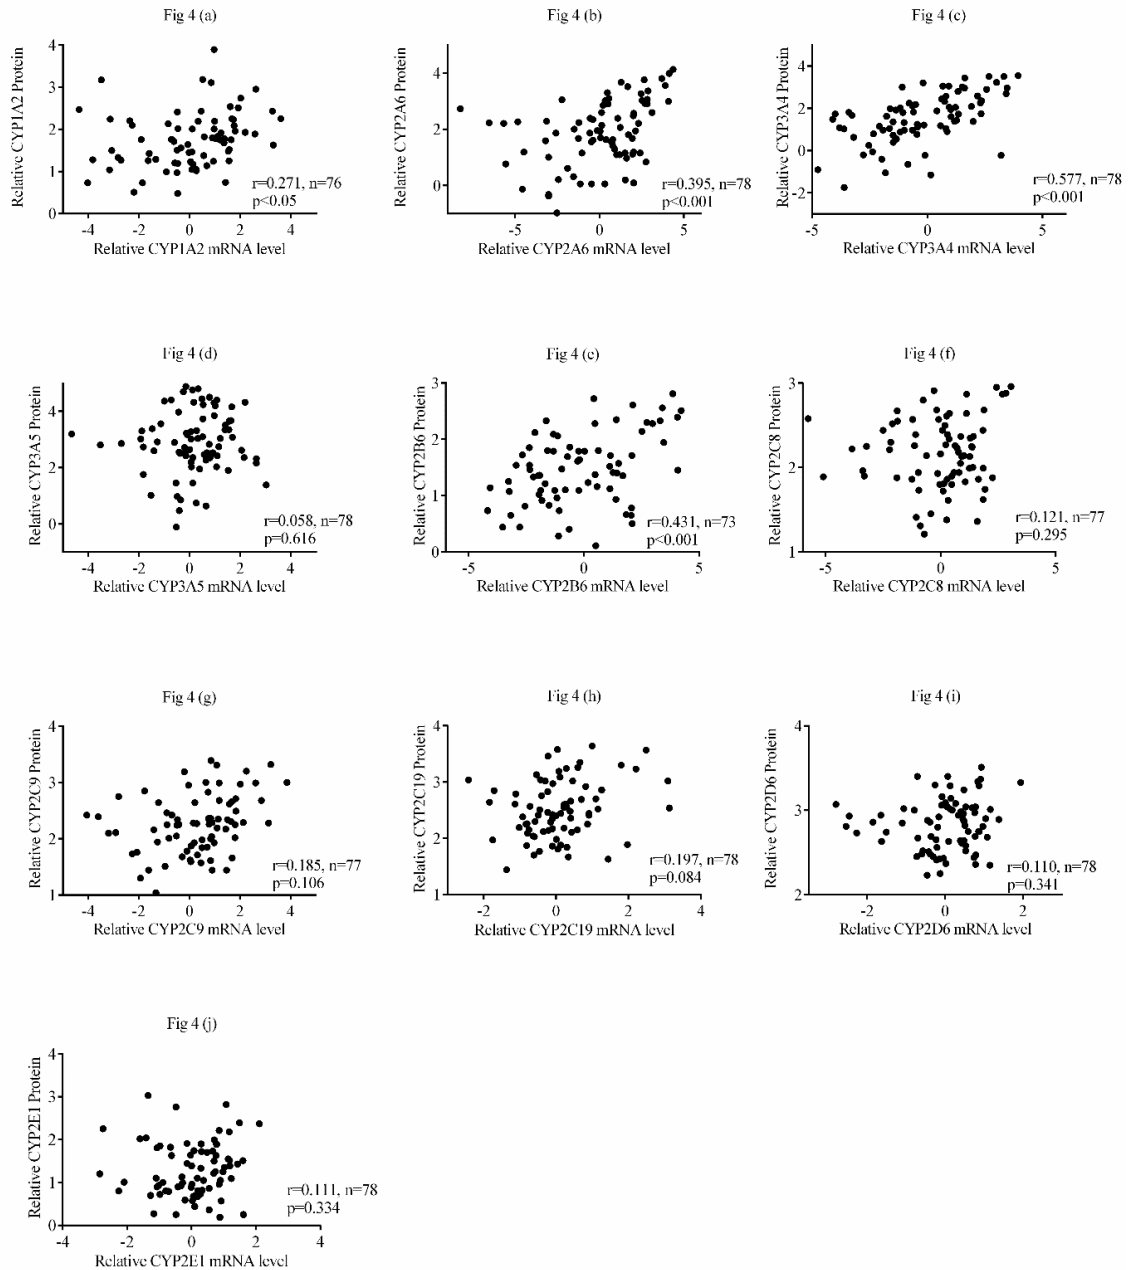 Fig 4 (a)
Relative CYP1A2 Protein
4
3
2
1
0
-4 -2 0 2 4
r=0.271, n=76
p<0.05
Relative CYP1A2 mRNA level
Fig 4 (b)
Relative CYP2A6 Protein
4
2
0
-5 0 5
r=0.395, n=78
p<0.001
Relative CYP2A6 mRNA level
Fig 4 (c)
Relative CYP3A4 Protein
4
2
0
-2
-5 0 5
r=0.577, n=78
p<0.001
Relative CYP3A4 mRNA level
Fig 4 (d)
Relative CYP3A5 Protein
4
2
0
-4 -2 0 2 4
r=0.058, n=78
p=0.616
Relative CYP3A5 mRNA level
Fig 4 (e)
Relative CYP2B6 Protein
3
2
1
0
-5 0 5
r=0.431, n=73
p<0.001
Relative CYP2B6 mRNA level
Fig 4 (f)
Relative CYP2C8 Protein
3
2
1
-5 0 5
r=0.121, n=77
p=0.295
Relative CYP2C8 mRNA level
Fig 4 (g)
Relative CYP2C9 Protein
4
3
2
1
-4 -2 0 2 4
r=0.185, n=77
p=0.106
Relative CYP2C9 mRNA level
Fig 4 (h)
Relative CYP2C19 Protein
4
3
2
1
-2 0 2 4
r=0.197, n=78
p=0.084
Relative CYP2C19 mRNA level
Fig 4 (i)
Relative CYP2D6 Protein
4
3
2
-2 0 2
r=0.110, n=78
p=0.341
Relative CYP2D6 mRNA level
Fig 4 (j)
Relative CYP2E1 Protein
4
3
2
1
0
-4 -2 0 2 4
r=0.111, n=78
p=0.334
Relative CYP2E1 mRNA level